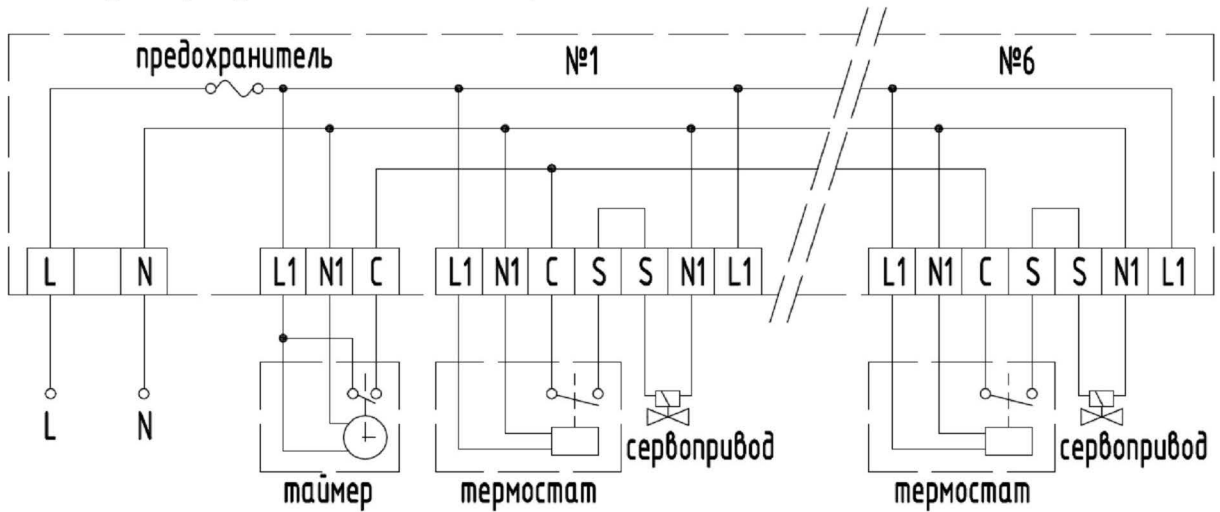 предохранитель №1 №6
L N L1 N1 C L1 N1 C S S N1 L1 L1 N1 C S S N1 L1
L N
сервопривод сервопривод
таймер термостат термостат